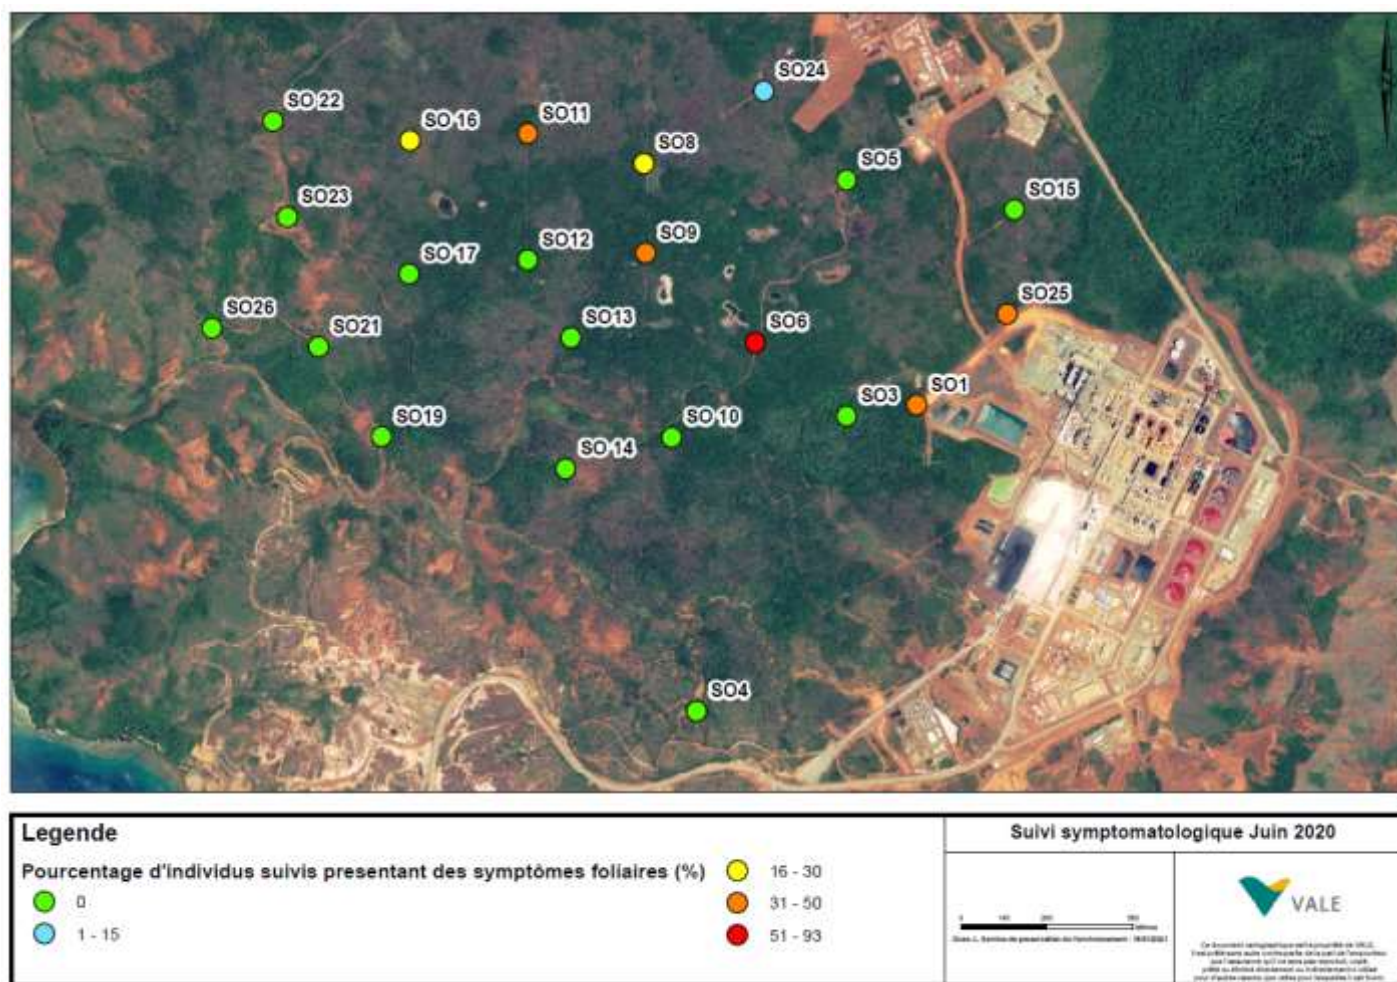 SO24
SO 22
SO 16
SO11
SO8
SO5
SO15
SO23
SO12
SO9
SO 17
SO25
SO26
SO13
SO6
SO21
SO1
SO3
SO19
SO 10
SO 14
SO4
Legende
Suivi symptomatologique Juin 2020
Pourcentage d'individus suivis presentant des symptômes foliaires (%)
0
1 - 15
16 - 30
31 - 50
51 - 93
VALE